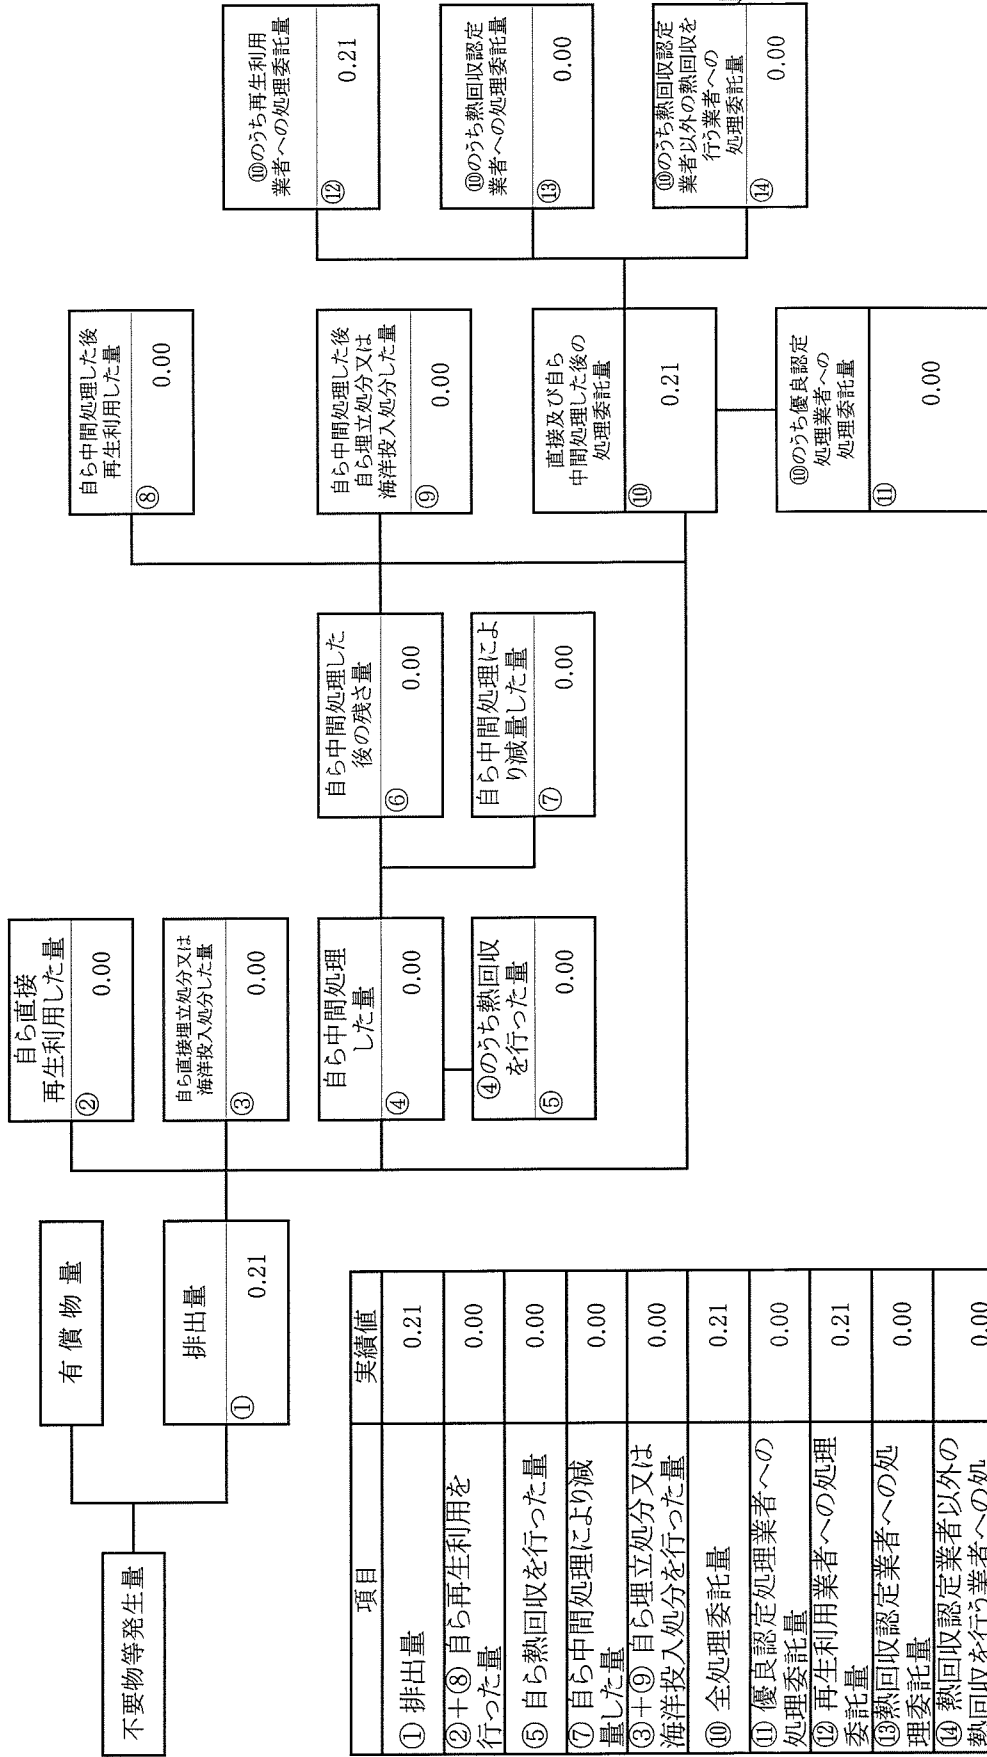 不要物等発生量
有償物量
排出量
①
0.21
自ら直接
再生利用した量
②
0.00
自ら直接埋立処分又は
海洋投入処分した量
③
0.00
自ら中間処理
した量
④
0.00
④のうち熱回収
を行った量
⑤
0.00
自ら中間処理した
後の残さ量
⑥
0.00
自ら中間処理によ
り減量した量
⑦
0.00
自ら中間処理した後
再生利用した量
⑧
0.00
自ら中間処理した後
自ら埋立処分又は
海洋投入処分した量
⑨
0.00
直接及び自ら
中間処理した後の
処理委託量
⑩
0.21
⑩のうち優良認定
処理業者への
処理委託量
⑪
0.00
⑩のうち再生利用
業者への処理委託量
⑫
0.21
⑩のうち熱回収認定
業者への処理委託量
⑬
0.00
⑩のうち熱回収認定
業者以外の熱回収を
行う業者への
処理委託量
⑭
0.00
項目 実績値
① 排出量 0.21
②＋⑧ 自ら再生利用を
行った量 0.00
⑤ 自ら熱回収を行った量 0.00
⑦ 自ら中間処理により減
量した量 0.00
③＋⑨ 自ら埋立処分又は
海洋投入処分を行った量 0.00
⑩ 全処理委託量 0.21
⑪ 優良認定処理業者への
処理委託量 0.00
⑫ 再生利用業者への処理
委託量 0.21
⑬熱回収認定業者への処
理委託量 0.00
⑭ 熱回収認定業者以外の
熱回収を行う業者への処 0.00